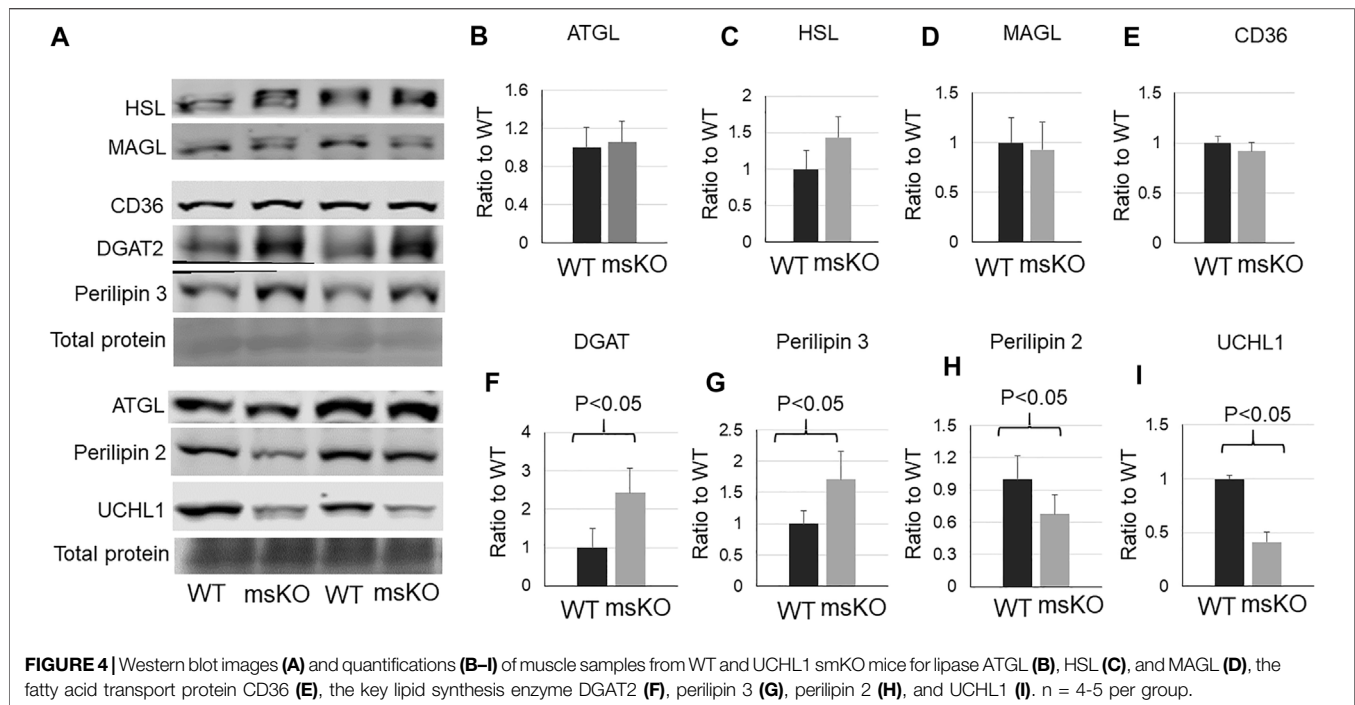 A
HSL
MAGL
CD36
DGAT2
Perilipin 3
Total protein
ATGL
Perilipin 2
UCHL1
Total protein
WT msKO WT msKO
B
ATGL
Ratio to WT
1.6
1.2
0.8
0.4
0
WT msKO
C
HSL
Ratio to WT
2
1.5
1
0.5
0
WT msKO
D
MAGL
Ratio to WT
1.5
1
0.5
0
WT msKO
E
CD36
Ratio to WT
1.5
1
0.5
0
WT msKO
F
DGAT
P<0.05
Ratio to WT
4
3
2
1
0
WT msKO
G
Perilipin 3
P<0.05
Ratio to WT
2.5
2
1.5
1
0.5
0
WT msKO
H
Perilipin 2
P<0.05
Ratio to WT
1.5
1.2
0.9
0.6
0.3
0
WT msKO
I
UCHL1
P<0.05
Ratio to WT
1.5
1
0.5
0
WT msKO
FIGURE 4 | Western blot images (A) and quantifications (B–I) of muscle samples from WT and UCHL1 smKO mice for lipase ATGL (B), HSL (C), and MAGL (D), the
fatty acid transport protein CD36 (E), the key lipid synthesis enzyme DGAT2 (F), perilipin 3 (G), perilipin 2 (H), and UCHL1 (I). n = 4-5 per group.